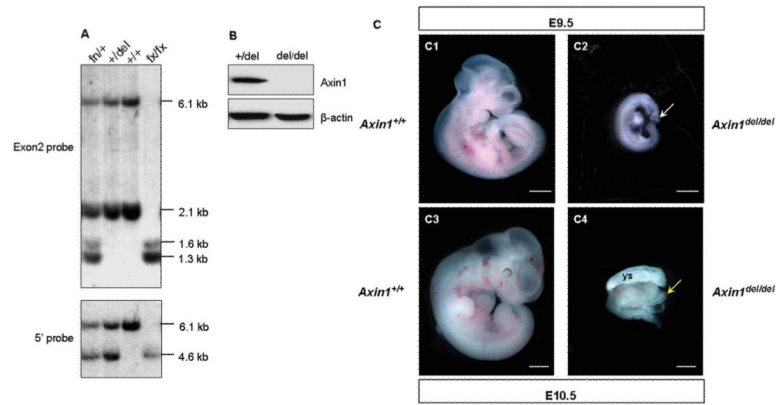 A
fn/+ +/del +/+ fx/fx
Exon2 probe
6.1 kb
2.1 kb
1.6 kb
1.3 kb
5' probe
6.1 kb
4.6 kb
B
+/del del/del
Axin1
β-actin
C
E9.5
C1
C2
Axin1+/+
Axin1del/del
C3
C4
ys
Axin1+/+
Axin1del/del
E10.5